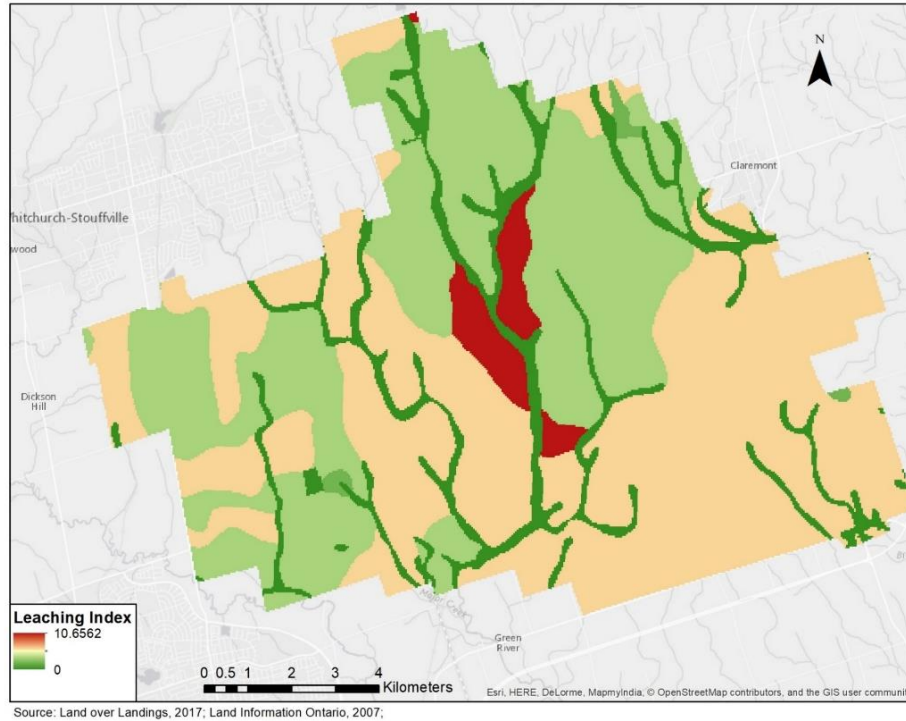 N
Claremont
hitchurch-Stouffville
wood
Dickson
Hill
Leaching Index
10.6562
0
Green
River
0 0.5 1 2 3 4
Kilometers
Esri, HERE, DeLorme, MapmyIndia, © OpenStreetMap contributors, and the GIS user communit
Source: Land over Landings, 2017; Land Information Ontario, 2007;